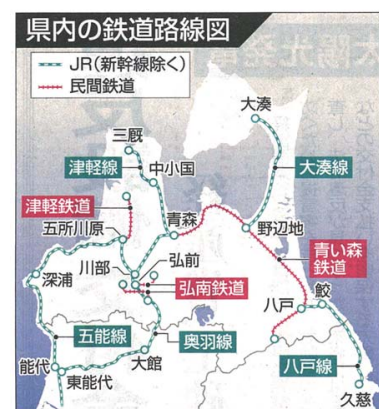 県内の鉄道路線図
JR(新幹線除く)
民間鉄道
大湊
三厩
津軽線
中小国
大湊線
津軽鉄道
五所川原
青森
野辺地
青い森
鉄道
川部
弘前
深浦
弘南鉄道
八戸
鮫
五能線
奥羽線
大館
八戸線
能代
東能代
久慈